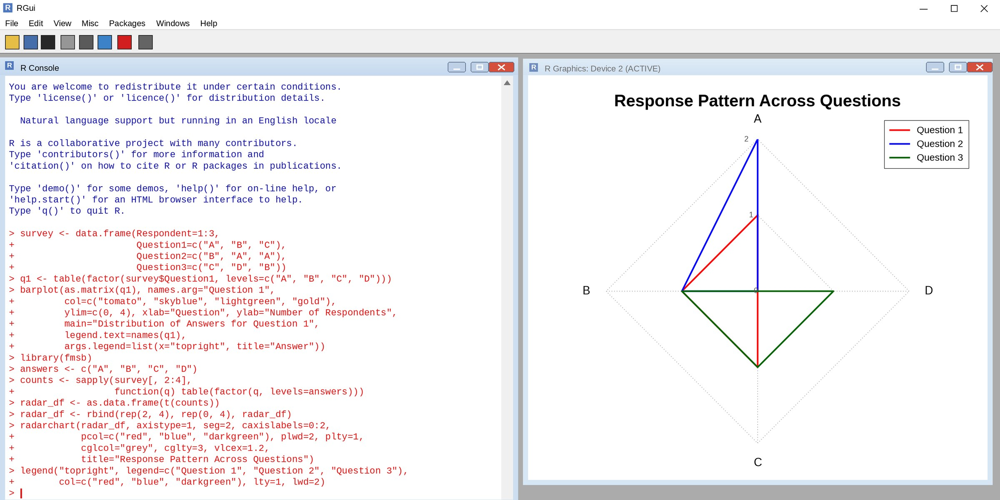 R RGui
File Edit View Misc Packages Windows Help
R R Console
You are welcome to redistribute it under certain conditions.
Type 'license()' or 'licence()' for distribution details.
  Natural language support but running in an English locale
R is a collaborative project with many contributors.
Type 'contributors()' for more information and
'citation()' on how to cite R or R packages in publications.
Type 'demo()' for some demos, 'help()' for on-line help, or
'help.start()' for an HTML browser interface to help.
Type 'q()' to quit R.
> survey <- data.frame(Respondent=1:3,
+                      Question1=c("A", "B", "C"),
+                      Question2=c("B", "A", "A"),
+                      Question3=c("C", "D", "B"))
> q1 <- table(factor(survey$Question1, levels=c("A", "B", "C", "D")))
> barplot(as.matrix(q1), names.arg="Question 1",
+         col=c("tomato", "skyblue", "lightgreen", "gold"),
+         ylim=c(0, 4), xlab="Question", ylab="Number of Respondents",
+         main="Distribution of Answers for Question 1",
+         legend.text=names(q1),
+         args.legend=list(x="topright", title="Answer"))
> library(fmsb)
> answers <- c("A", "B", "C", "D")
> counts <- sapply(survey[, 2:4],
+                  function(q) table(factor(q, levels=answers)))
> radar_df <- as.data.frame(t(counts))
> radar_df <- rbind(rep(2, 4), rep(0, 4), radar_df)
> radarchart(radar_df, axistype=1, seg=2, caxislabels=0:2,
+            pcol=c("red", "blue", "darkgreen"), plwd=2, plty=1,
+            cglcol="grey", cglty=3, vlcex=1.2,
+            title="Response Pattern Across Questions")
> legend("topright", legend=c("Question 1", "Question 2", "Question 3"),
+        col=c("red", "blue", "darkgreen"), lty=1, lwd=2)
>
R R Graphics: Device 2 (ACTIVE)
Response Pattern Across Questions
A
Question 1
Question 2
Question 3
2
1
B
0
D
C